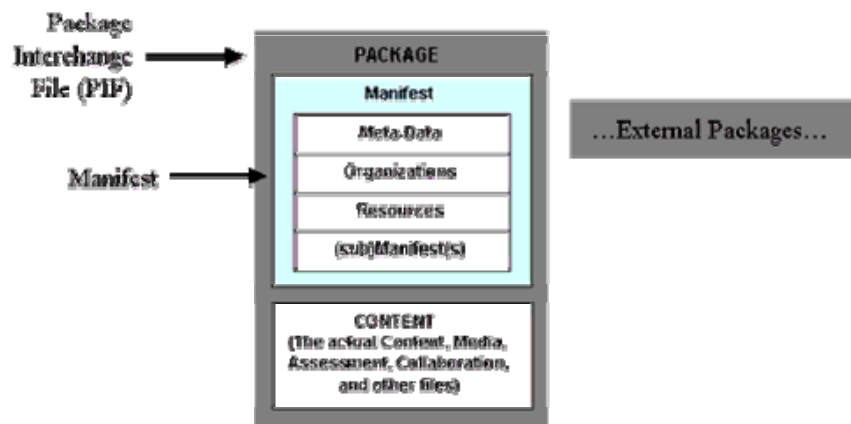 Package
Interchange
File (PIF)
PACKAGE
Manifest
Meta-Data
Organizations
Resources
(sub)Manifest(s)
Manifest
...External Packages...
CONTENT
(The actual Content, Media,
Assessment, Collaboration,
and other files)